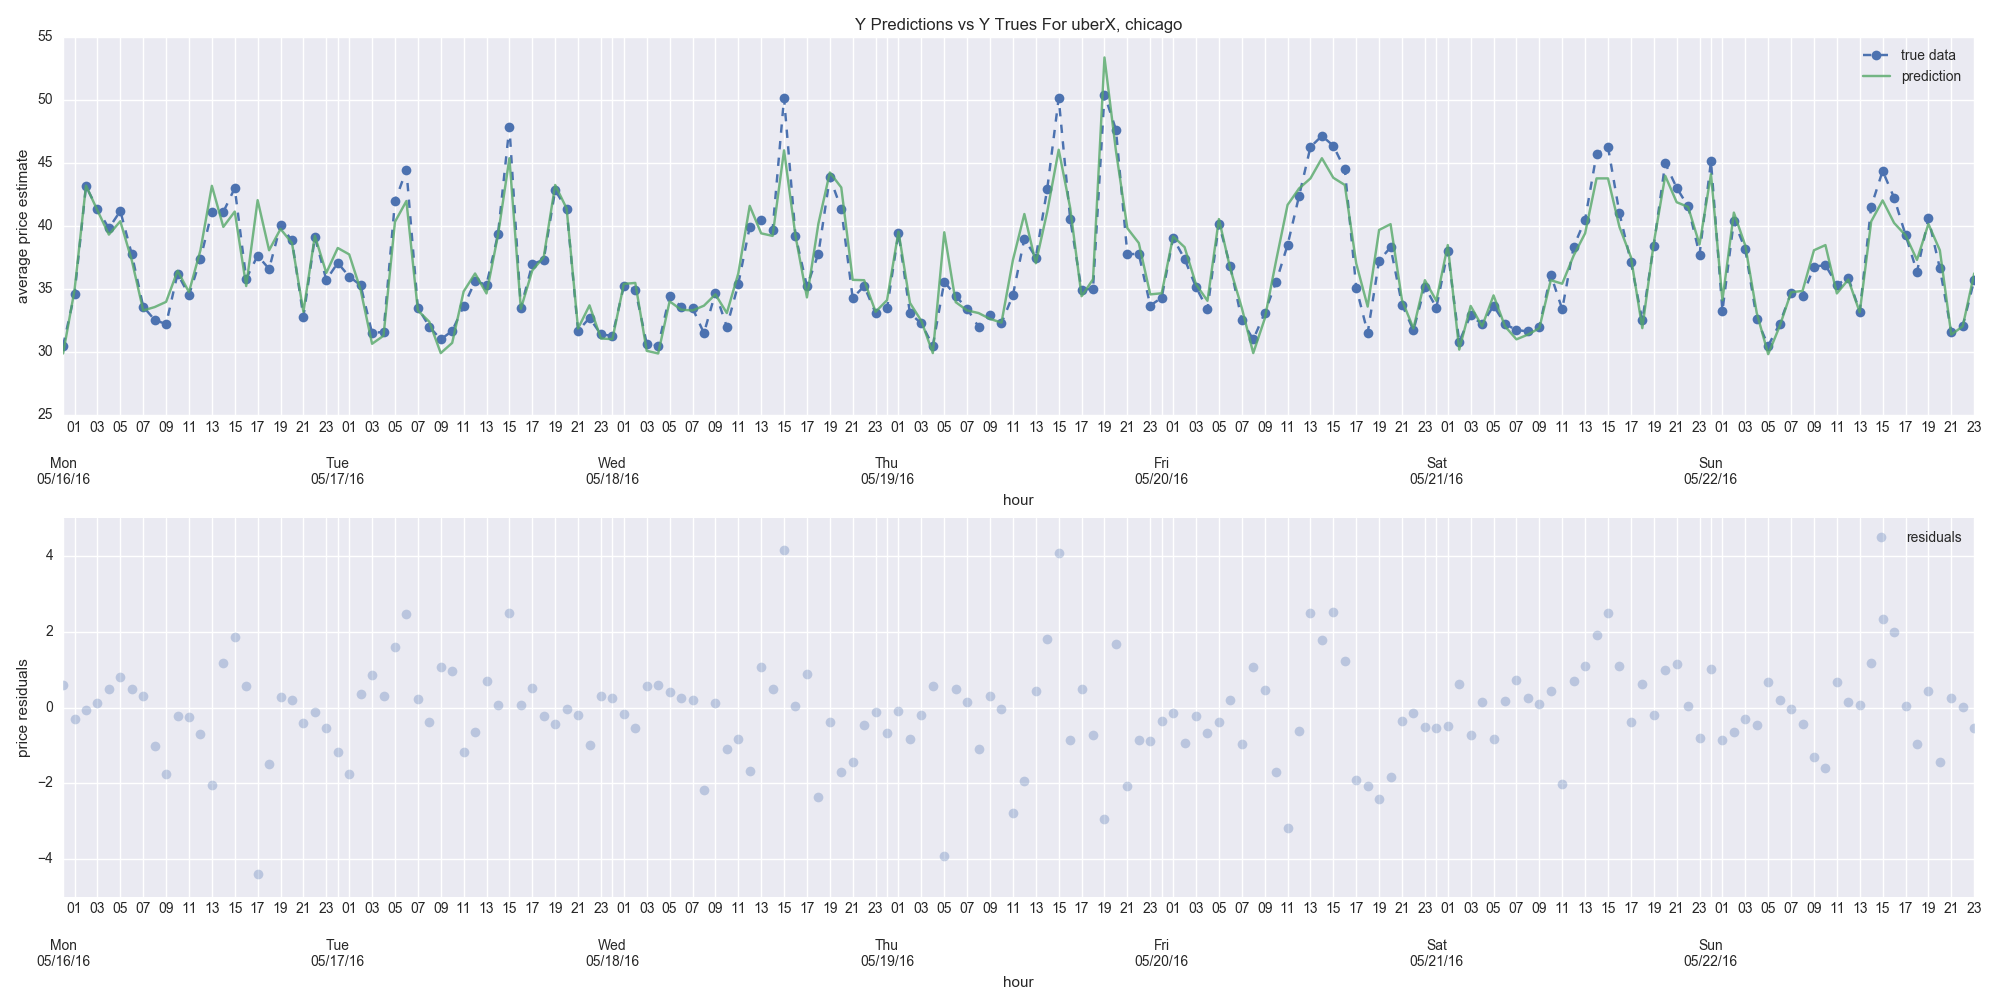 Y Predictions vs Y Trues For uberX, chicago
55
50
45
40
35
30
25
average price estimate
true data
prediction
01 03 05 07 09 11 13 15 17 19 21 23 01 03 05 07 09 11 13 15 17 19 21 23 01 03 05 07 09 11 13 15 17 19 21 23 01 03 05 07 09 11 13 15 17 19 21 23 01 03 05 07 09 11 13 15 17 19 21 23 01 03 05 07 09 11 13 15 17 19 21 23 01 03 05 07 09 11 13 15 17 19 21 23
Mon Tue Wed Thu Fri Sat Sun
05/16/16 05/17/16 05/18/16 05/19/16 05/20/16 05/21/16 05/22/16
hour
4
2
0
−2
−4
price residuals
residuals
01 03 05 07 09 11 13 15 17 19 21 23 01 03 05 07 09 11 13 15 17 19 21 23 01 03 05 07 09 11 13 15 17 19 21 23 01 03 05 07 09 11 13 15 17 19 21 23 01 03 05 07 09 11 13 15 17 19 21 23 01 03 05 07 09 11 13 15 17 19 21 23 01 03 05 07 09 11 13 15 17 19 21 23
Mon Tue Wed Thu Fri Sat Sun
05/16/16 05/17/16 05/18/16 05/19/16 05/20/16 05/21/16 05/22/16
hour